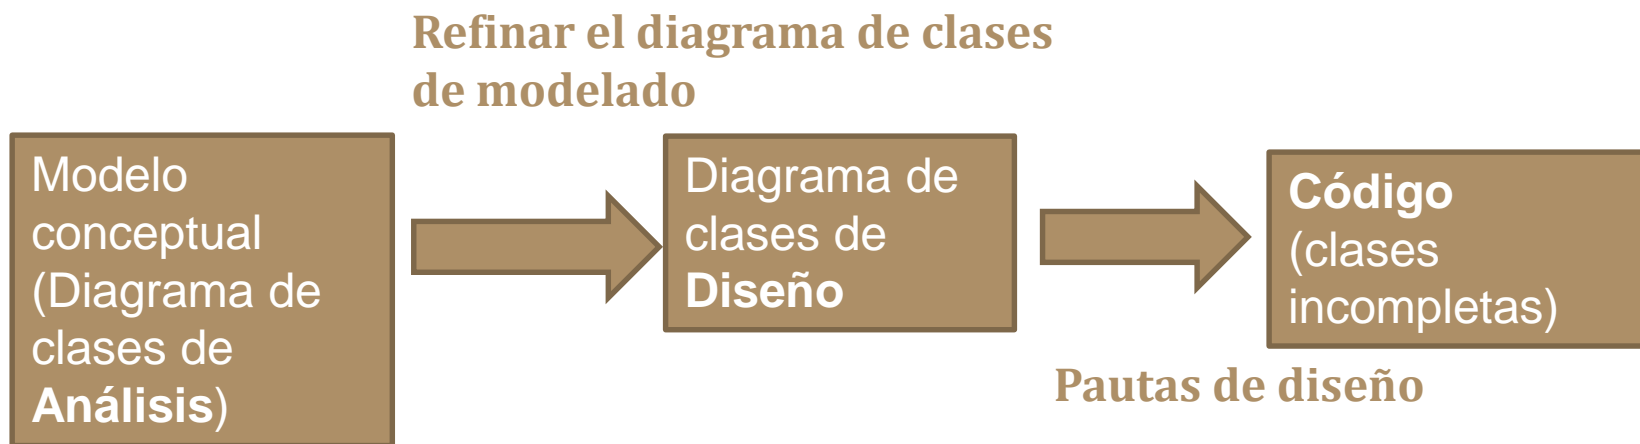 Refinar el diagrama de clases
de modelado
Modelo
conceptual
(Diagrama de
clases de
Análisis)
Diagrama de
clases de
Diseño
Código
(clases
incompletas)
Pautas de diseño